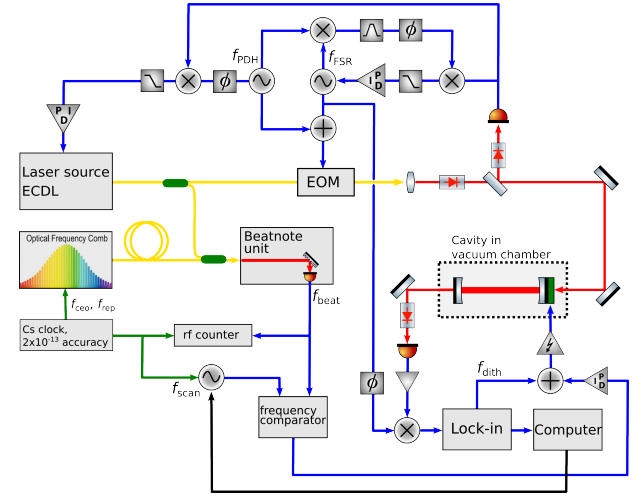 f_PDH
f_FSR
ϕ
ϕ
P I
D
I P
D
P I
D
Laser source
ECDL
EOM
Optical Frequency Comb
Beatnote
unit
Cavity in
vacuum chamber
f_ceo, f_rep
f_beat
Cs clock,
2x10⁻¹³ accuracy
rf counter
f_scan
f_dith
ϕ
I P
D
frequency
comparator
Lock-in
Computer